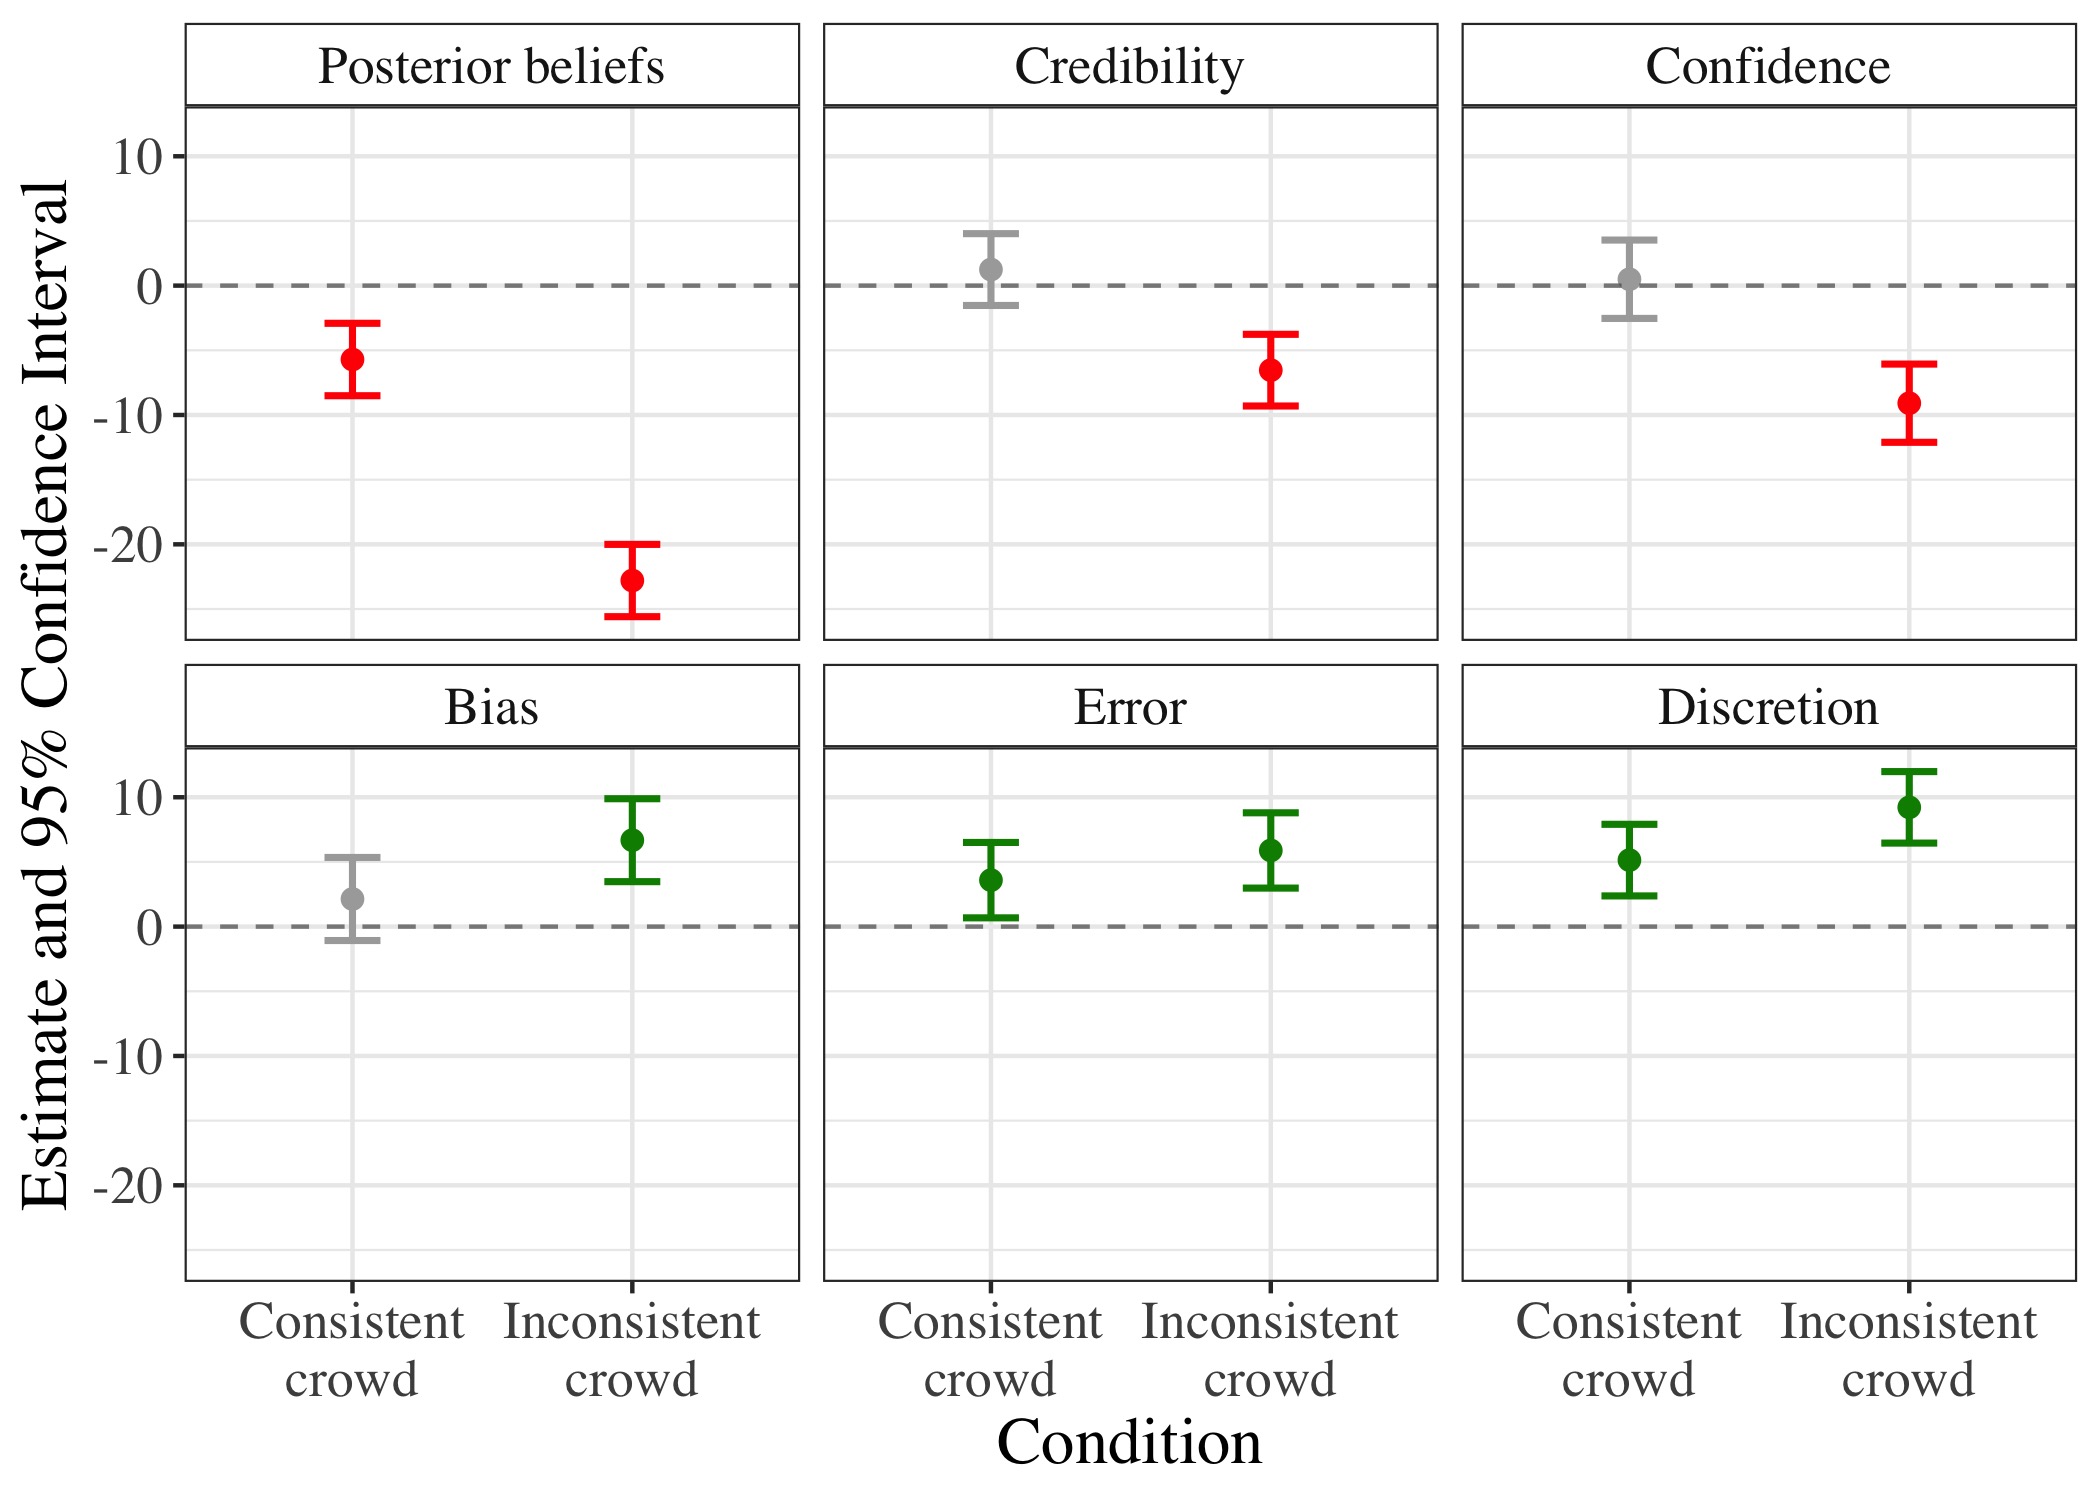 Posterior beliefs
Credibility
Confidence
10
0
-10
-20
Bias
Error
Discretion
10
0
-10
-20
Consistent
crowd
Inconsistent
crowd
Consistent
crowd
Inconsistent
crowd
Consistent
crowd
Inconsistent
crowd
Condition
Estimate and 95% Confidence Interval